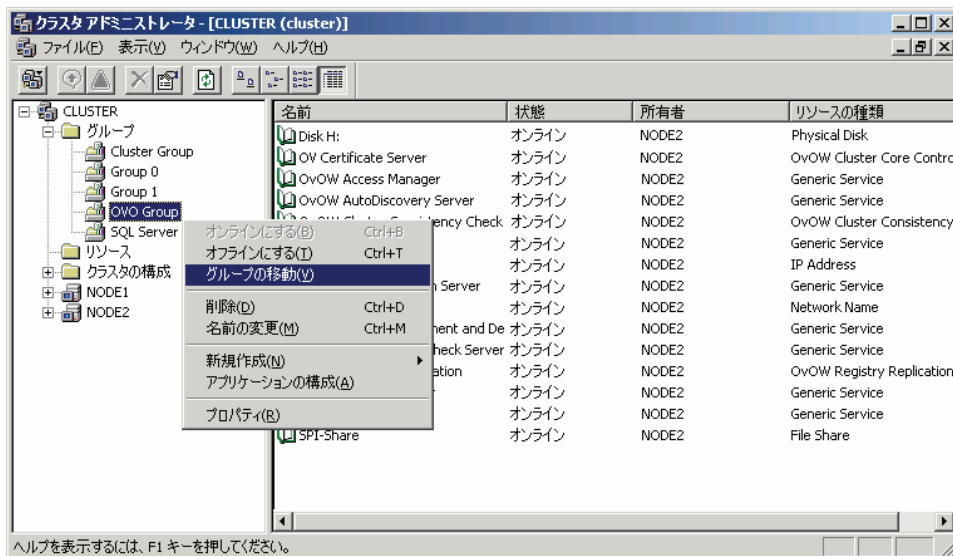 クラスタ アドミニストレータ - [CLUSTER (cluster)]
ファイル(F) 表示(V) ウィンドウ(W) ヘルプ(H)
CLUSTER
グループ
Cluster Group
Group 0
Group 1
OVO Group
SQL Server
リソース
クラスタの構成
NODE1
NODE2
オンラインにする(B) Ctrl+B
オフラインにする(T) Ctrl+T
グループの移動(V)
削除(D) Ctrl+D
名前の変更(M) Ctrl+M
新規作成(N)
アプリケーションの構成(A)
プロパティ(R)
名前 状態 所有者 リソースの種類
Disk H: オンライン NODE2 Physical Disk
OV Certificate Server オンライン NODE2 OvOW Cluster Core Contro
OvOW Access Manager オンライン NODE2 Generic Service
OvOW AutoDiscovery Server オンライン NODE2 Generic Service
ency Check オンライン NODE2 OvOW Cluster Consistency
オンライン NODE2 Generic Service
オンライン NODE2 IP Address
Server オンライン NODE2 Generic Service
オンライン NODE2 Network Name
ment and De オンライン NODE2 Generic Service
heck Server オンライン NODE2 Generic Service
ation オンライン NODE2 OvOW Registry Replication
オンライン NODE2 Generic Service
オンライン NODE2 Generic Service
SPI-Share オンライン NODE2 File Share
ヘルプを表示するには、F1 キーを押してください。